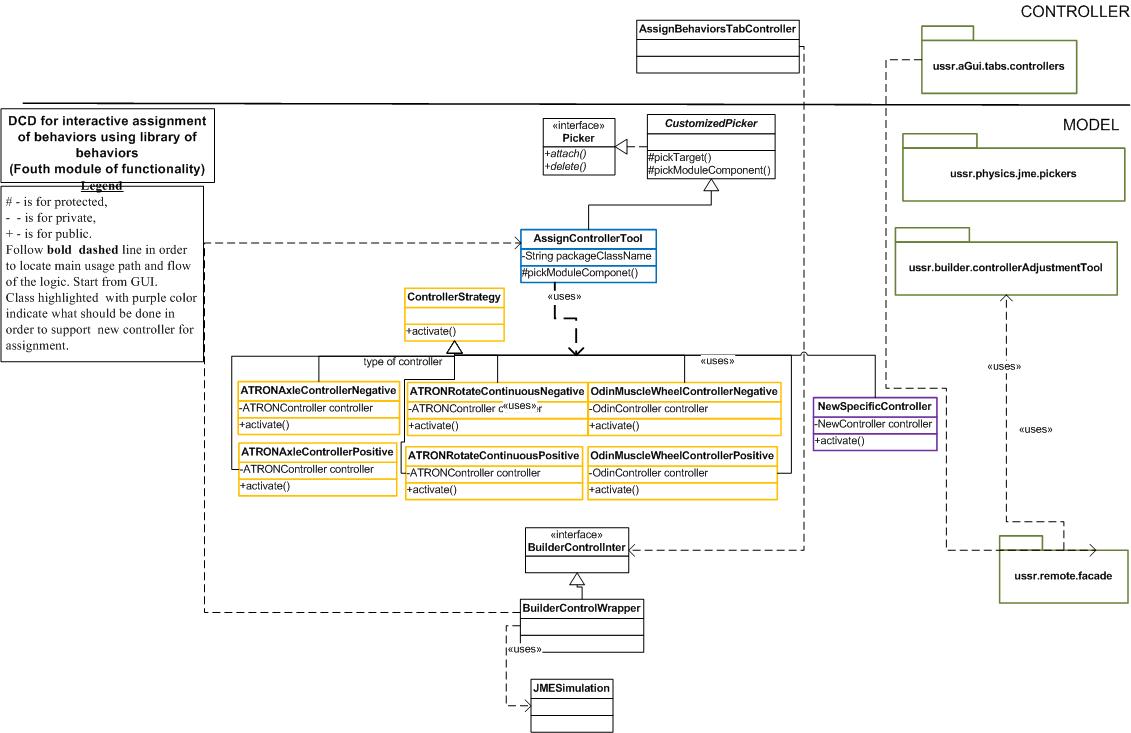 CONTROLLER
AssignBehaviorsTabController
ussr.aGui.tabs.controllers
DCD for interactive assignment
of behaviors using library of
behaviors
(Fouth module of functionality)
Legend
# - is for protected,
- - is for private,
+ - is for public.
Follow bold dashed line in order
to locate main usage path and flow
of the logic. Start from GUI.
Class highlighted with purple color
indicate what should be done in
order to support new controller for
assignment.
MODEL
«interface»
Picker
+attach()
+delete()
CustomizedPicker
#pickTarget()
#pickModuleComponent()
ussr.physics.jme.pickers
AssignControllerTool
-String packageClassName
#pickModuleComponet()
ussr.builder.controllerAdjustmentTool
«uses»
ControllerStrategy
+activate()
type of controller
«uses»
«uses»
«uses»
ATRONAxleControllerNegative
-ATRONController controller
+activate()
ATRONRotateContinuousNegative
-ATRONController c
«uses»
r
+activate()
OdinMuscleWheelControllerNegative
-OdinController controller
+activate()
NewSpecificController
-NewController controller
+activate()
ATRONAxleControllerPositive
-ATRONController controller
+activate()
ATRONRotateContinuousPositive
-ATRONController controller
+activate()
OdinMuscleWheelControllerPositive
-OdinController controller
+activate()
«interface»
BuilderControlInter
ussr.remote.facade
BuilderControlWrapper
«uses»
JMESimulation